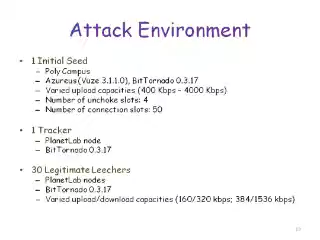 Attack Environment
• 1 Initial Seed
– Poly Campus
– Azureus (Vuze 3.1.1.0), BitTornado 0.3.17
– Varied upload capacities (400 Kbps – 4000 Kbps)
– Number of unchoke slots: 4
– Number of connection slots: 50
• 1 Tracker
– PlanetLab node
– BitTornado 0.3.17
• 30 Legitimate Leechers
– PlanetLab nodes
– BitTornado 0.3.17
– Varied upload/download capacities (160/320 kbps; 384/1536 kbps)